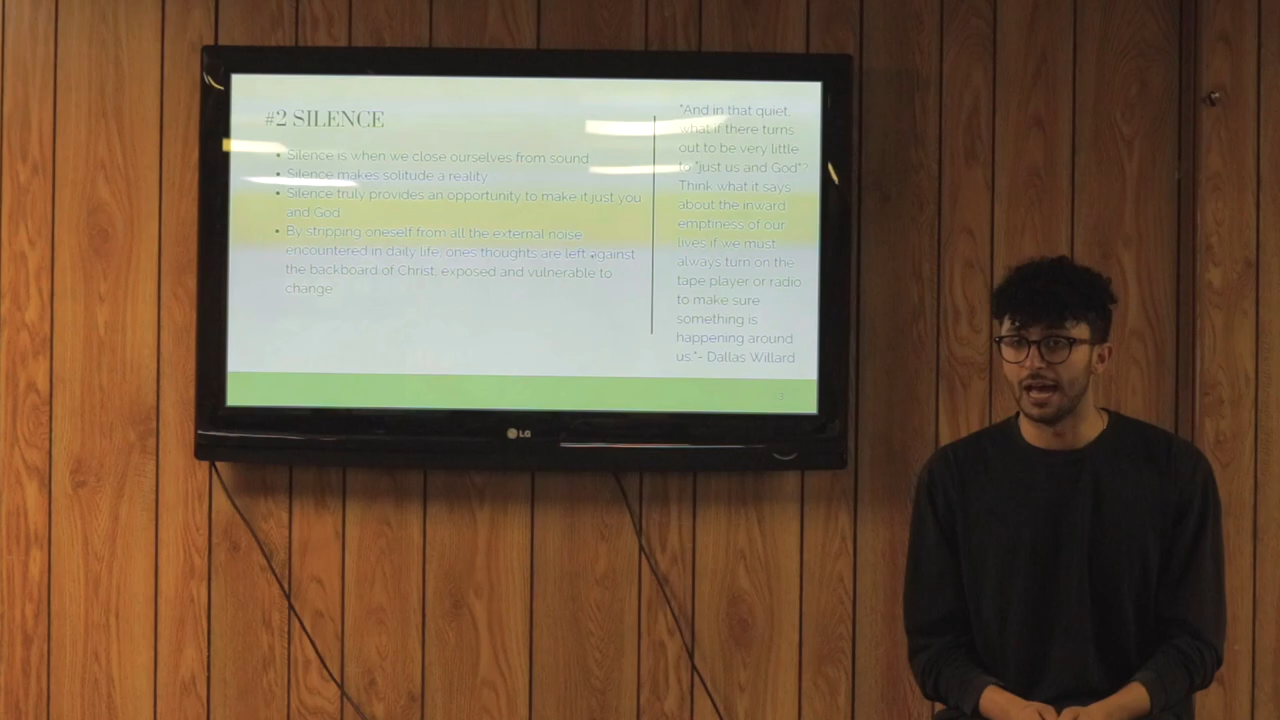 #2 SILENCE
• Silence is when we close ourselves from sound
• Silence makes solitude a reality
• Silence truly provides an opportunity to make it just you
and God
• By stripping oneself from all the external noise
encountered in daily life, ones thoughts are left against
the backboard of Christ, exposed and vulnerable to
change
"And in that quiet,
what if there turns
out to be very little
to "just us and God"?
Think what it says
about the inward
emptiness of our
lives if we must
always turn on the
tape player or radio
to make sure
something is
happening around
us."- Dallas Willard
LG